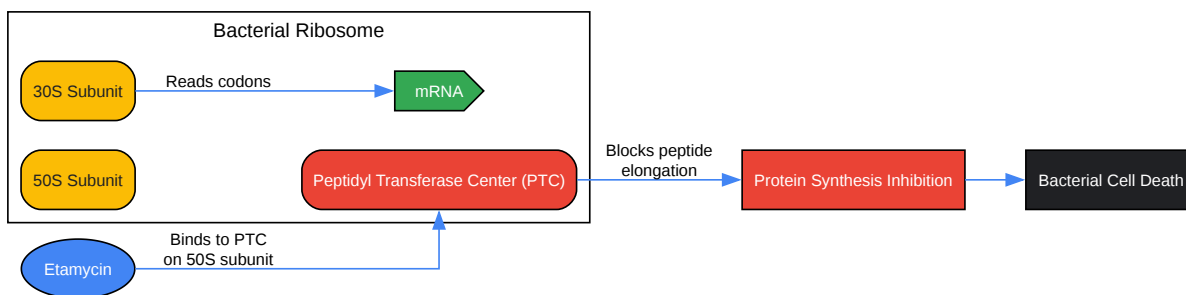 Bacterial Ribosome
30S Subunit
Reads codons
mRNA
50S Subunit
Peptidyl Transferase Center (PTC)
Blocks peptide
elongation
Protein Synthesis Inhibition
Bacterial Cell Death
Etamycin
Binds to PTC
on 50S subunit